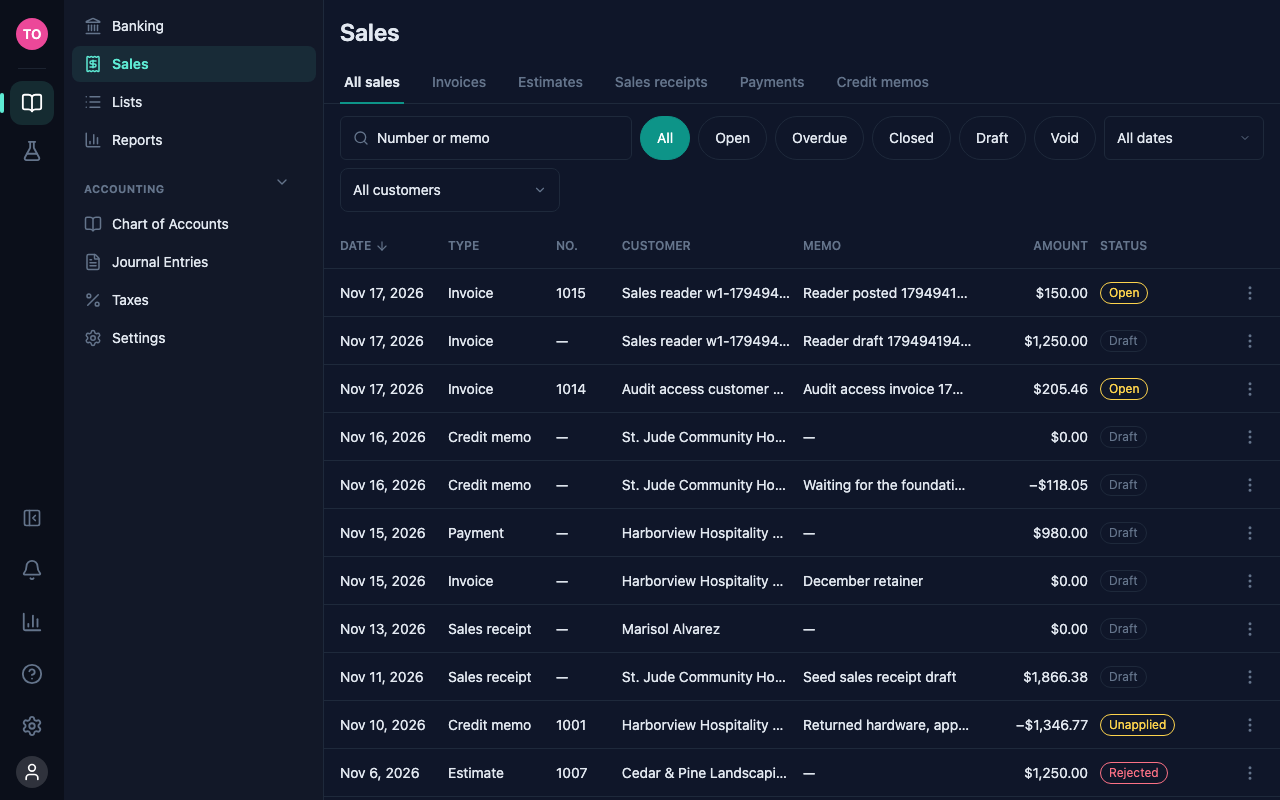 TO
Banking
Sales
Lists
Reports
ACCOUNTING
Chart of Accounts
Journal Entries
Taxes
Settings
Sales
All sales Invoices Estimates Sales receipts Payments Credit memos
Number or memo All Open Overdue Closed Draft Void All dates
All customers
DATE TYPE NO. CUSTOMER MEMO AMOUNT STATUS
Nov 17, 2026 Invoice 1015 Sales reader w1-179494... Reader posted 1794941... $150.00 Open
Nov 17, 2026 Invoice — Sales reader w1-179494... Reader draft 179494194... $1,250.00 Draft
Nov 17, 2026 Invoice 1014 Audit access customer ... Audit access invoice 17... $205.46 Open
Nov 16, 2026 Credit memo — St. Jude Community Ho... — $0.00 Draft
Nov 16, 2026 Credit memo — St. Jude Community Ho... Waiting for the foundati... −$118.05 Draft
Nov 15, 2026 Payment — Harborview Hospitality ... — $980.00 Draft
Nov 15, 2026 Invoice — Harborview Hospitality ... December retainer $0.00 Draft
Nov 13, 2026 Sales receipt — Marisol Alvarez — $0.00 Draft
Nov 11, 2026 Sales receipt — St. Jude Community Ho... Seed sales receipt draft $1,866.38 Draft
Nov 10, 2026 Credit memo 1001 Harborview Hospitality ... Returned hardware, app... −$1,346.77 Unapplied
Nov 6, 2026 Estimate 1007 Cedar & Pine Landscapi... — $1,250.00 Rejected